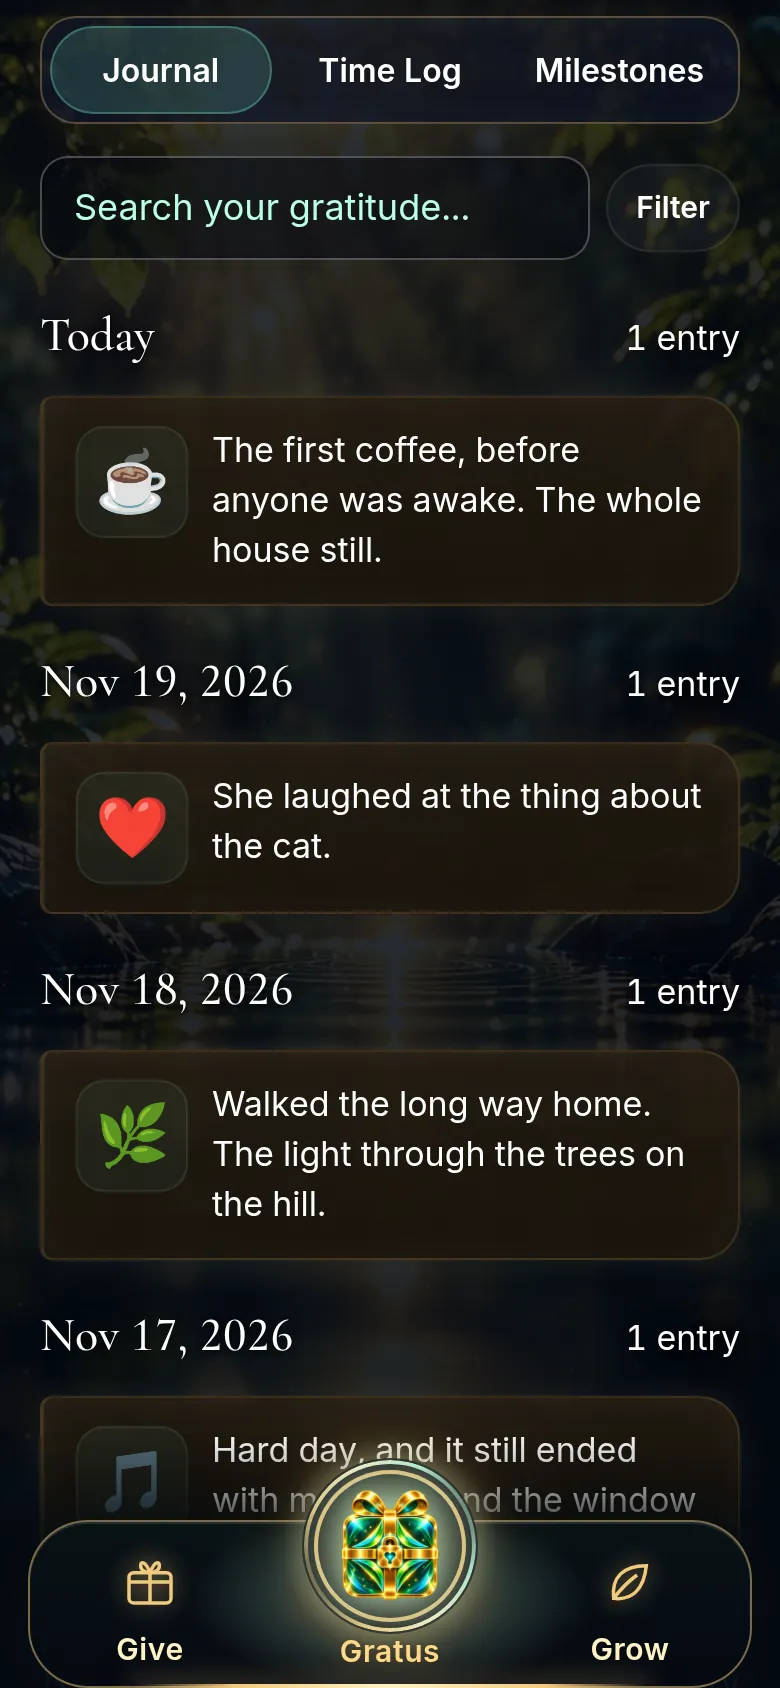 Journal
Time Log
Milestones
Search your gratitude...
Filter
Today
1 entry
The first coffee, before
anyone was awake. The whole
house still.
Nov 19, 2026
1 entry
She laughed at the thing about
the cat.
Nov 18, 2026
1 entry
Walked the long way home.
The light through the trees on
the hill.
Nov 17, 2026
1 entry
Hard day, and it still ended
with the window
Give
Gratus
Grow